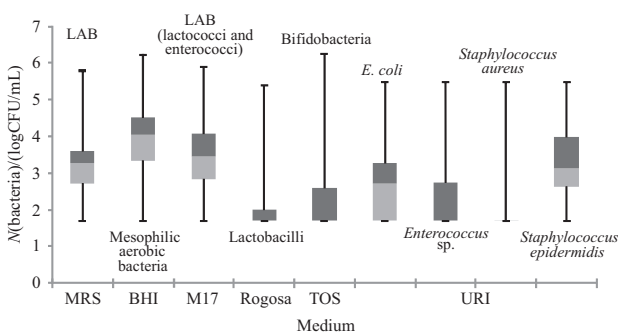 N(bacteria)/(logCFU/mL)
7
6
5
4
3
2
1
0
LAB
LAB
(lactococci and
enterococci)
Bifidobacteria
E. coli
Staphylococcus
aureus
Mesophilic
aerobic
bacteria
Lactobacilli
Enterococcus
sp.
Staphylococcus
epidermidis
MRS BHI M17 Rogosa TOS URI
Medium